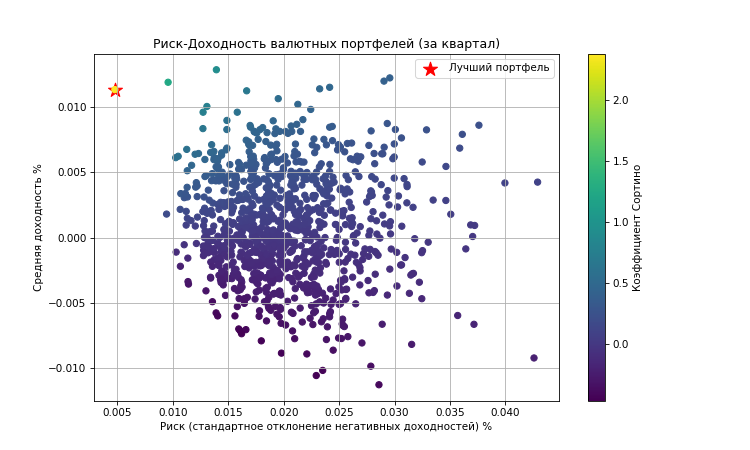 Риск-Доходность валютных портфелей (за квартал)
Лучший портфель
Средняя доходность %
0.010
0.005
0.000
−0.005
−0.010
0.005 0.010 0.015 0.020 0.025 0.030 0.035 0.040
Риск (стандартное отклонение негативных доходностей) %
2.0
1.5
1.0
0.5
0.0
Коэффициент Сортино